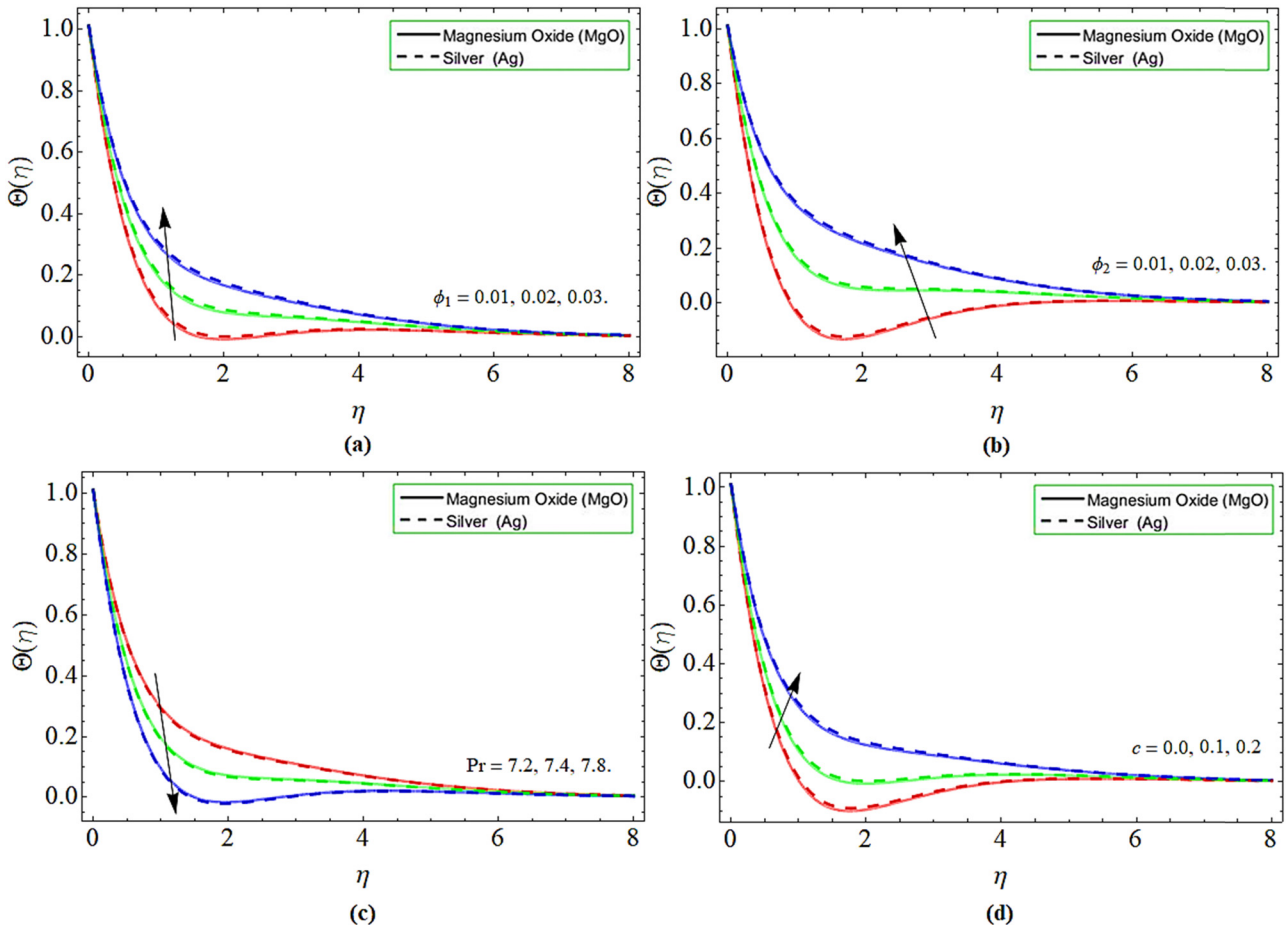 1.0
0.8
0.6
0.4
0.2
0.0
Θ(η)
Magnesium Oxide (MgO)
Silver (Ag)
ϕ1 = 0.01, 0.02, 0.03.
0 2 4 6 8
η
(a)
1.0
0.8
0.6
0.4
0.2
0.0
Θ(η)
Magnesium Oxide (MgO)
Silver (Ag)
ϕ2 = 0.01, 0.02, 0.03.
0 2 4 6 8
η
(b)
1.0
0.8
0.6
0.4
0.2
0.0
Θ(η)
Magnesium Oxide (MgO)
Silver (Ag)
Pr = 7.2, 7.4, 7.8.
0 2 4 6 8
η
(c)
1.0
0.8
0.6
0.4
0.2
0.0
Θ(η)
Magnesium Oxide (MgO)
Silver (Ag)
c = 0.0, 0.1, 0.2
0 2 4 6 8
η
(d)